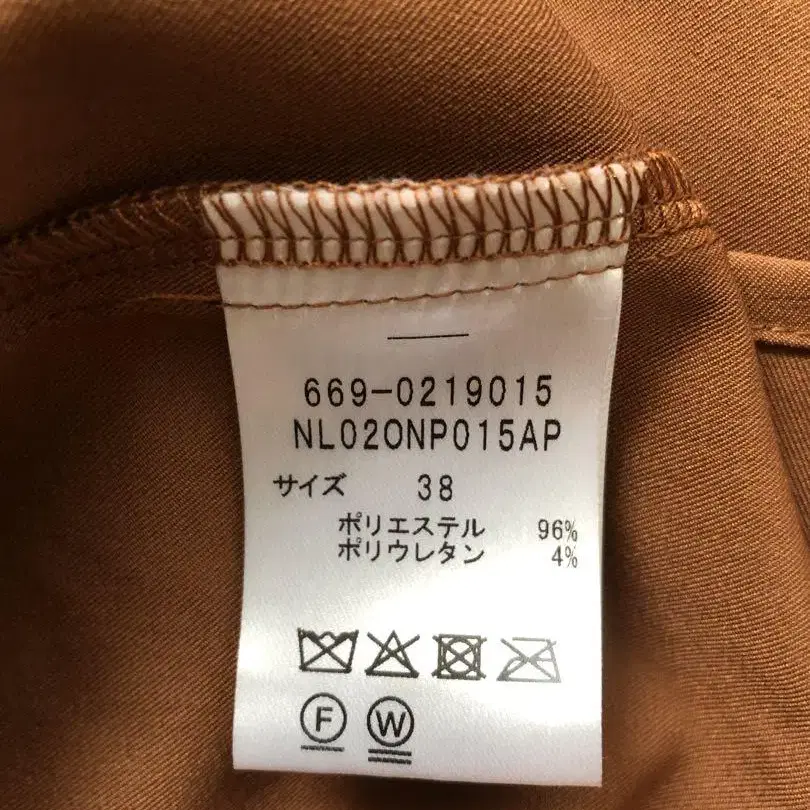 669-0219015
NL02ONP015AP
サイズ 38
ポリエステル 96%
ポリウレタン 4%
F
W